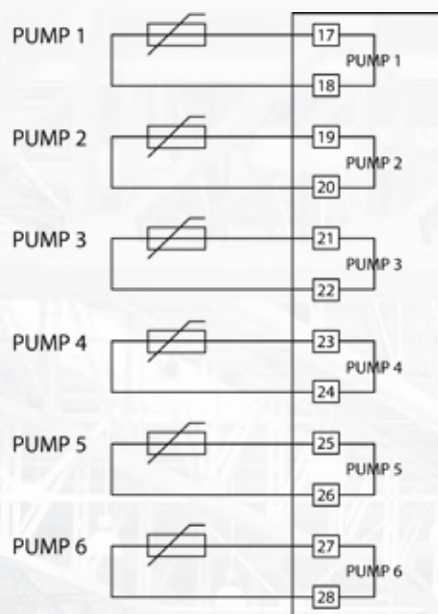 PUMP 1
17
PUMP 1
18
PUMP 2
19
PUMP 2
20
PUMP 3
21
PUMP 3
22
PUMP 4
23
PUMP 4
24
PUMP 5
25
PUMP 5
26
PUMP 6
27
PUMP 6
28